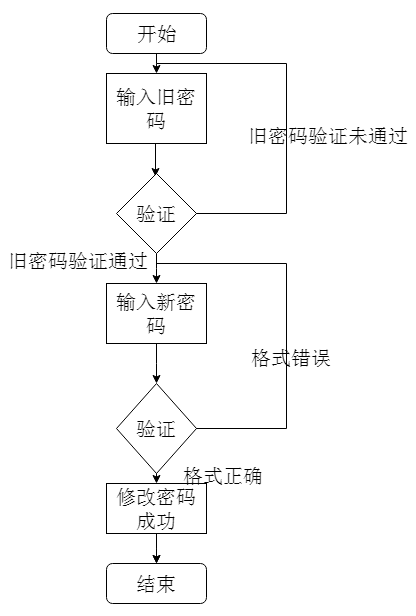 开始
输入旧密
码
旧密码验证未通过
验证
旧密码验证通过
输入新密
码
格式错误
验证
格式正确
修改密码
成功
结束